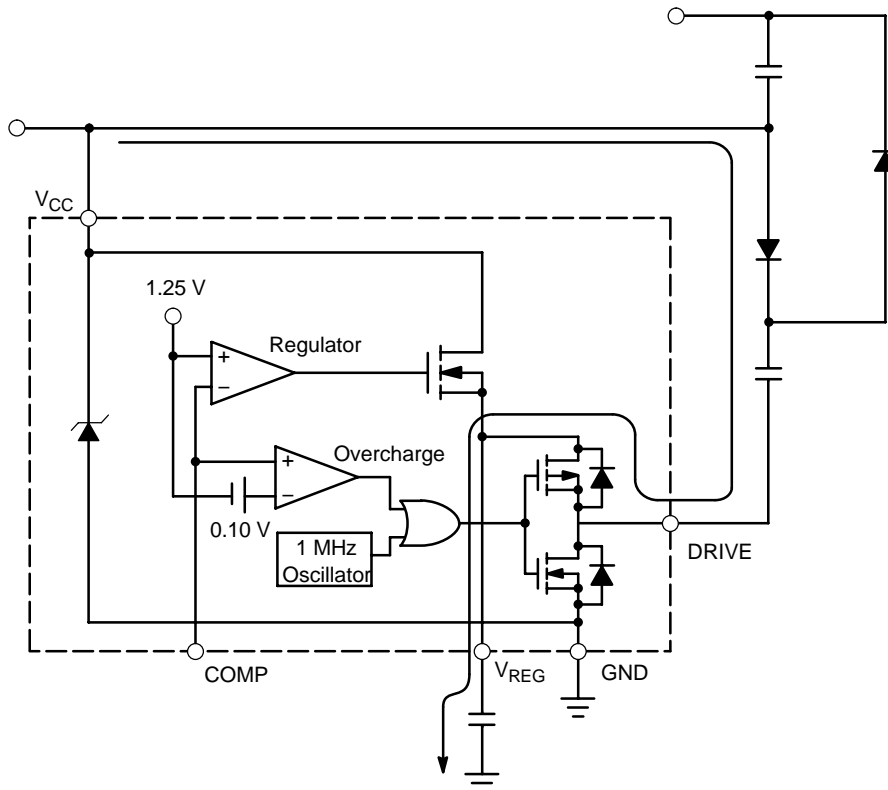 VCC
1.25 V
Regulator
+
−
Overcharge
+
−
0.10 V
1 MHz
Oscillator
DRIVE
COMP
VREG
GND